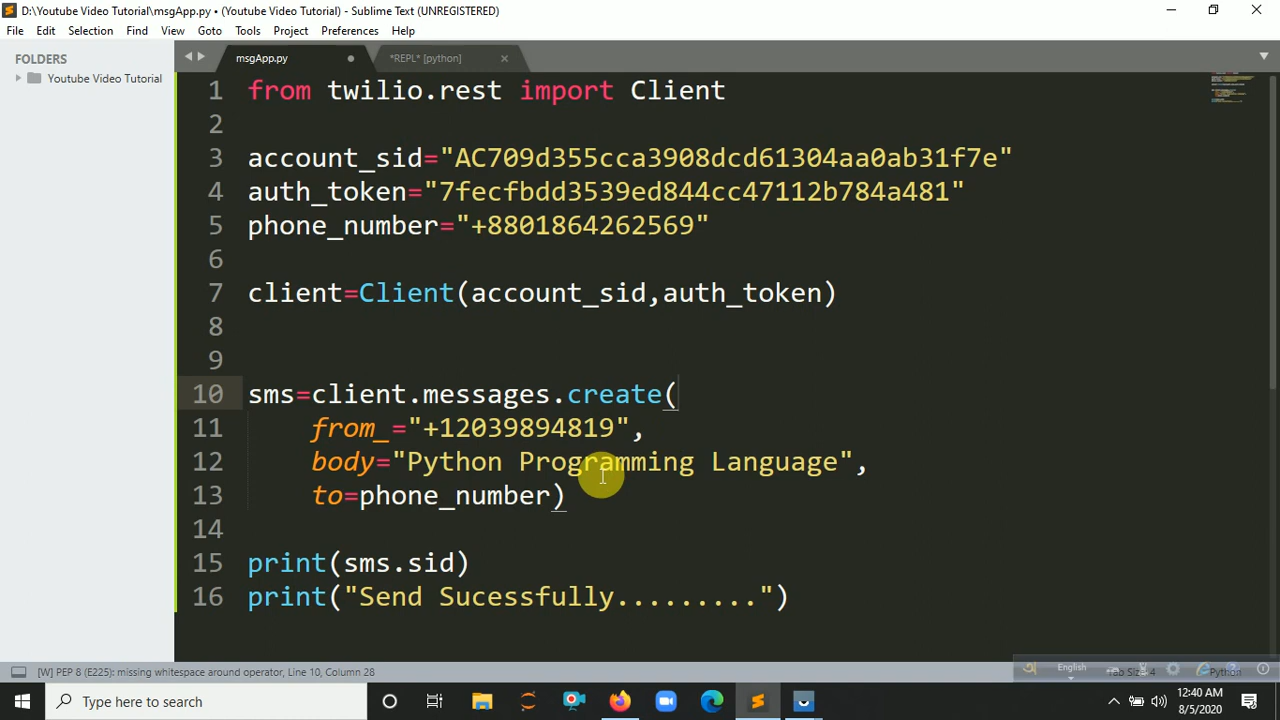 D:\Youtube Video Tutorial\msgApp.py • (Youtube Video Tutorial) - Sublime Text (UNREGISTERED)
File Edit Selection Find View Goto Tools Project Preferences Help
FOLDERS
Youtube Video Tutorial
msgApp.py
*REPL* [python]
1 from twilio.rest import Client
2
3 account_sid="AC709d355cca3908dcd61304aa0ab31f7e"
4 auth_token="7fecfbdd3539ed844cc47112b784a481"
5 phone_number="+8801864262569"
6
7 client=Client(account_sid,auth_token)
8
9
10 sms=client.messages.create(
11 from_="+12039894819",
12 body="Python Programming Language",
13 to=phone_number)
14
15 print(sms.sid)
16 print("Send Sucessfully.........")
[W] PEP 8 (E225): missing whitespace around operator, Line 10, Column 28
English
Tab Size: 4
Python
Type here to search
12:40 AM
8/5/2020